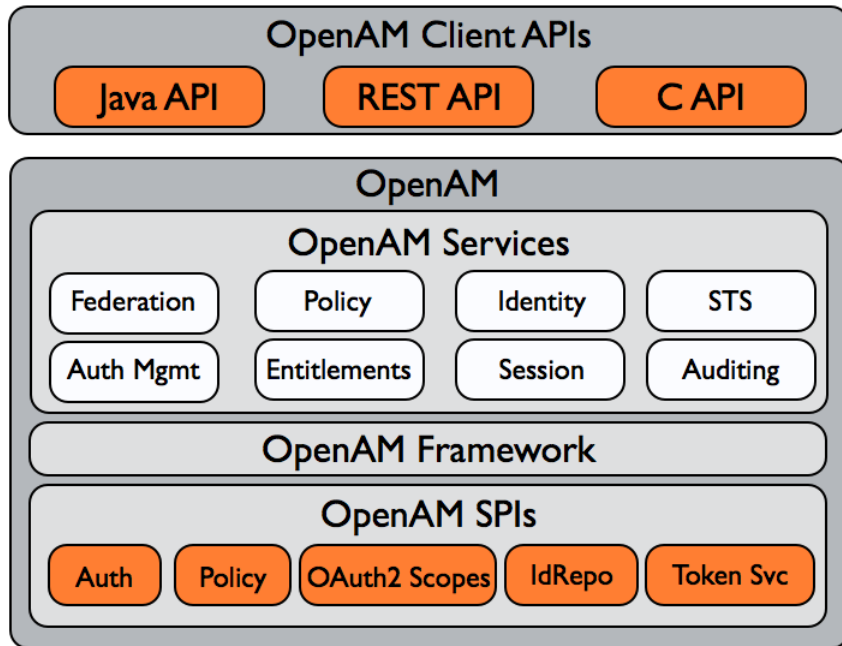 OpenAM Client APIs
Java API REST API C API
OpenAM
OpenAM Services
Federation Policy Identity STS
Auth Mgmt Entitlements Session Auditing
OpenAM Framework
OpenAM SPIs
Auth Policy OAuth2 Scopes IdRepo Token Svc